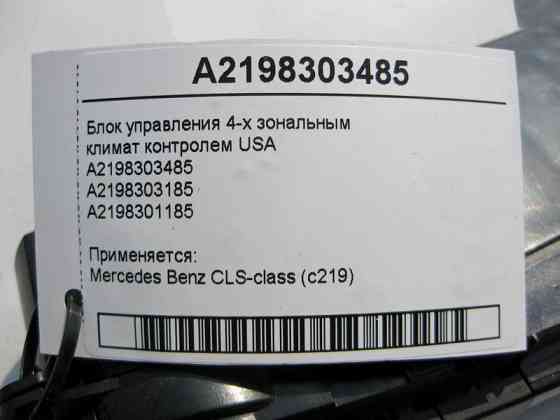 A2198303485
Блок управления 4-х зональным
климат контролем USA
A2198303485
A2198303185
A2198301185
Применяется:
Mercedes Benz CLS-class (c219)